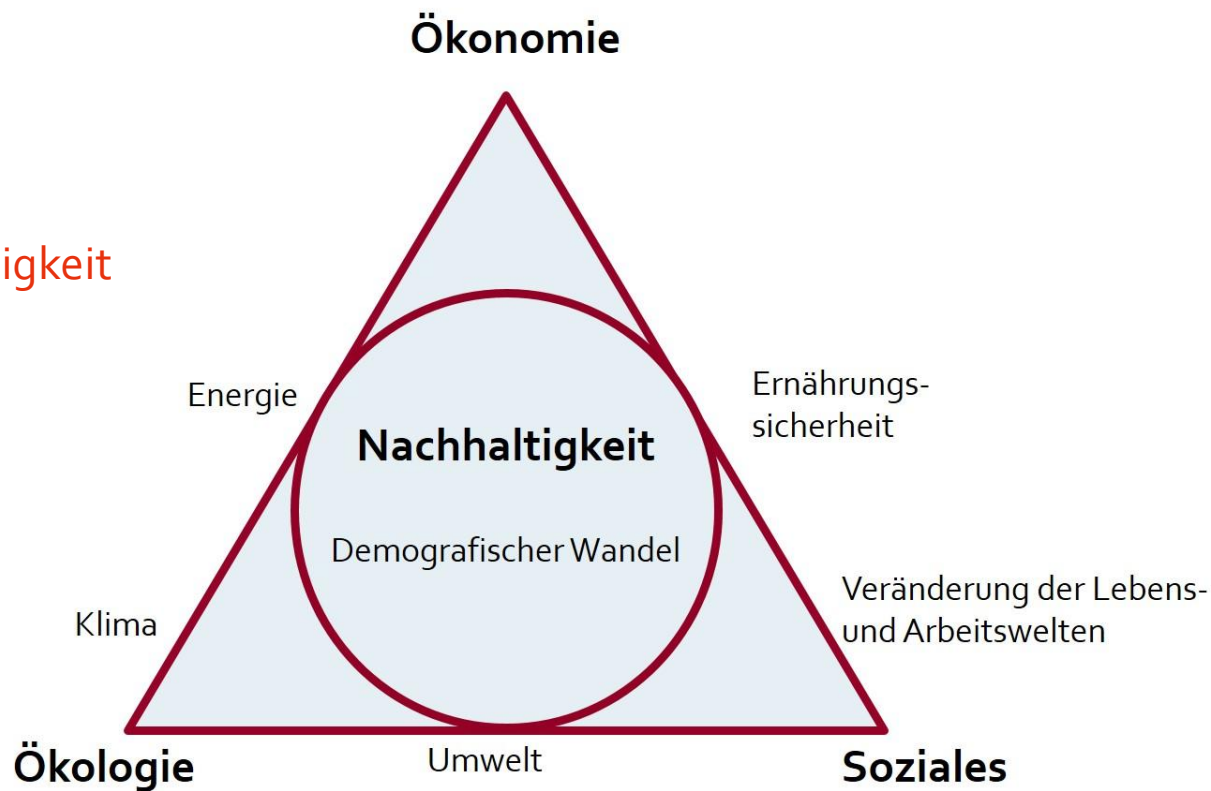 Ökonomie
igkeit
Energie
Ernährungs-
sicherheit
Nachhaltigkeit
Demografischer Wandel
Klima
Veränderung der Lebens-
und Arbeitswelten
Ökologie
Umwelt
Soziales